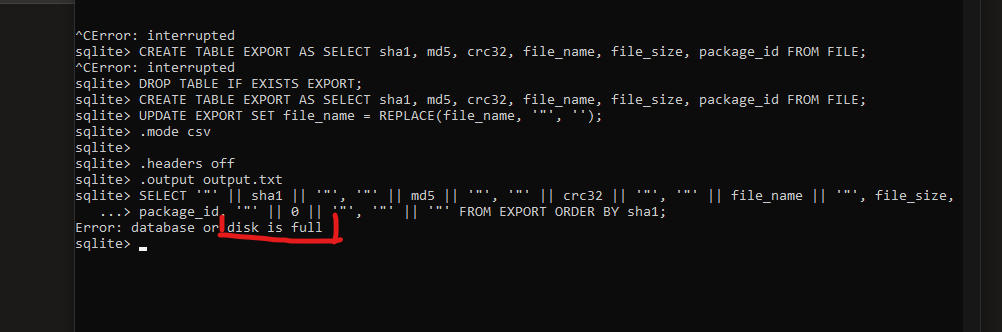 ^CError: interrupted
sqlite> CREATE TABLE EXPORT AS SELECT sha1, md5, crc32, file_name, file_size, package_id FROM FILE;
^CError: interrupted
sqlite> DROP TABLE IF EXISTS EXPORT;
sqlite> CREATE TABLE EXPORT AS SELECT sha1, md5, crc32, file_name, file_size, package_id FROM FILE;
sqlite> UPDATE EXPORT SET file_name = REPLACE(file_name, '"', '');
sqlite> .mode csv
sqlite>
sqlite> .headers off
sqlite> .output output.txt
sqlite> SELECT '"' || sha1 || '"', '"' || md5 || '"', '"' || crc32 || '"', '"' || file_name || '"', file_size,
   ...> package_id, '"' || 0 || '"', '"' || '"' FROM EXPORT ORDER BY sha1;
Error: database or disk is full
sqlite>